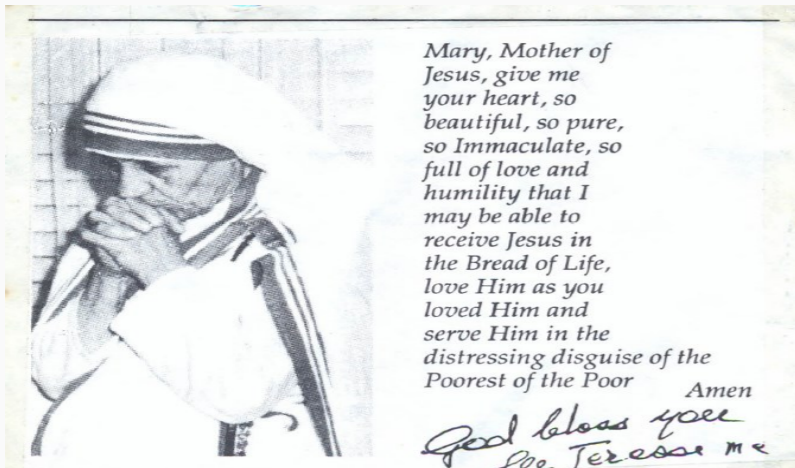 Mary, Mother of
Jesus, give me
your heart, so
beautiful, so pure,
so Immaculate, so
full of love and
humility that I
may be able to
receive Jesus in
the Bread of Life,
love Him as you
loved Him and
serve Him in the
distressing disguise of the
Poorest of the Poor
Amen
God bless you
Teresa mc